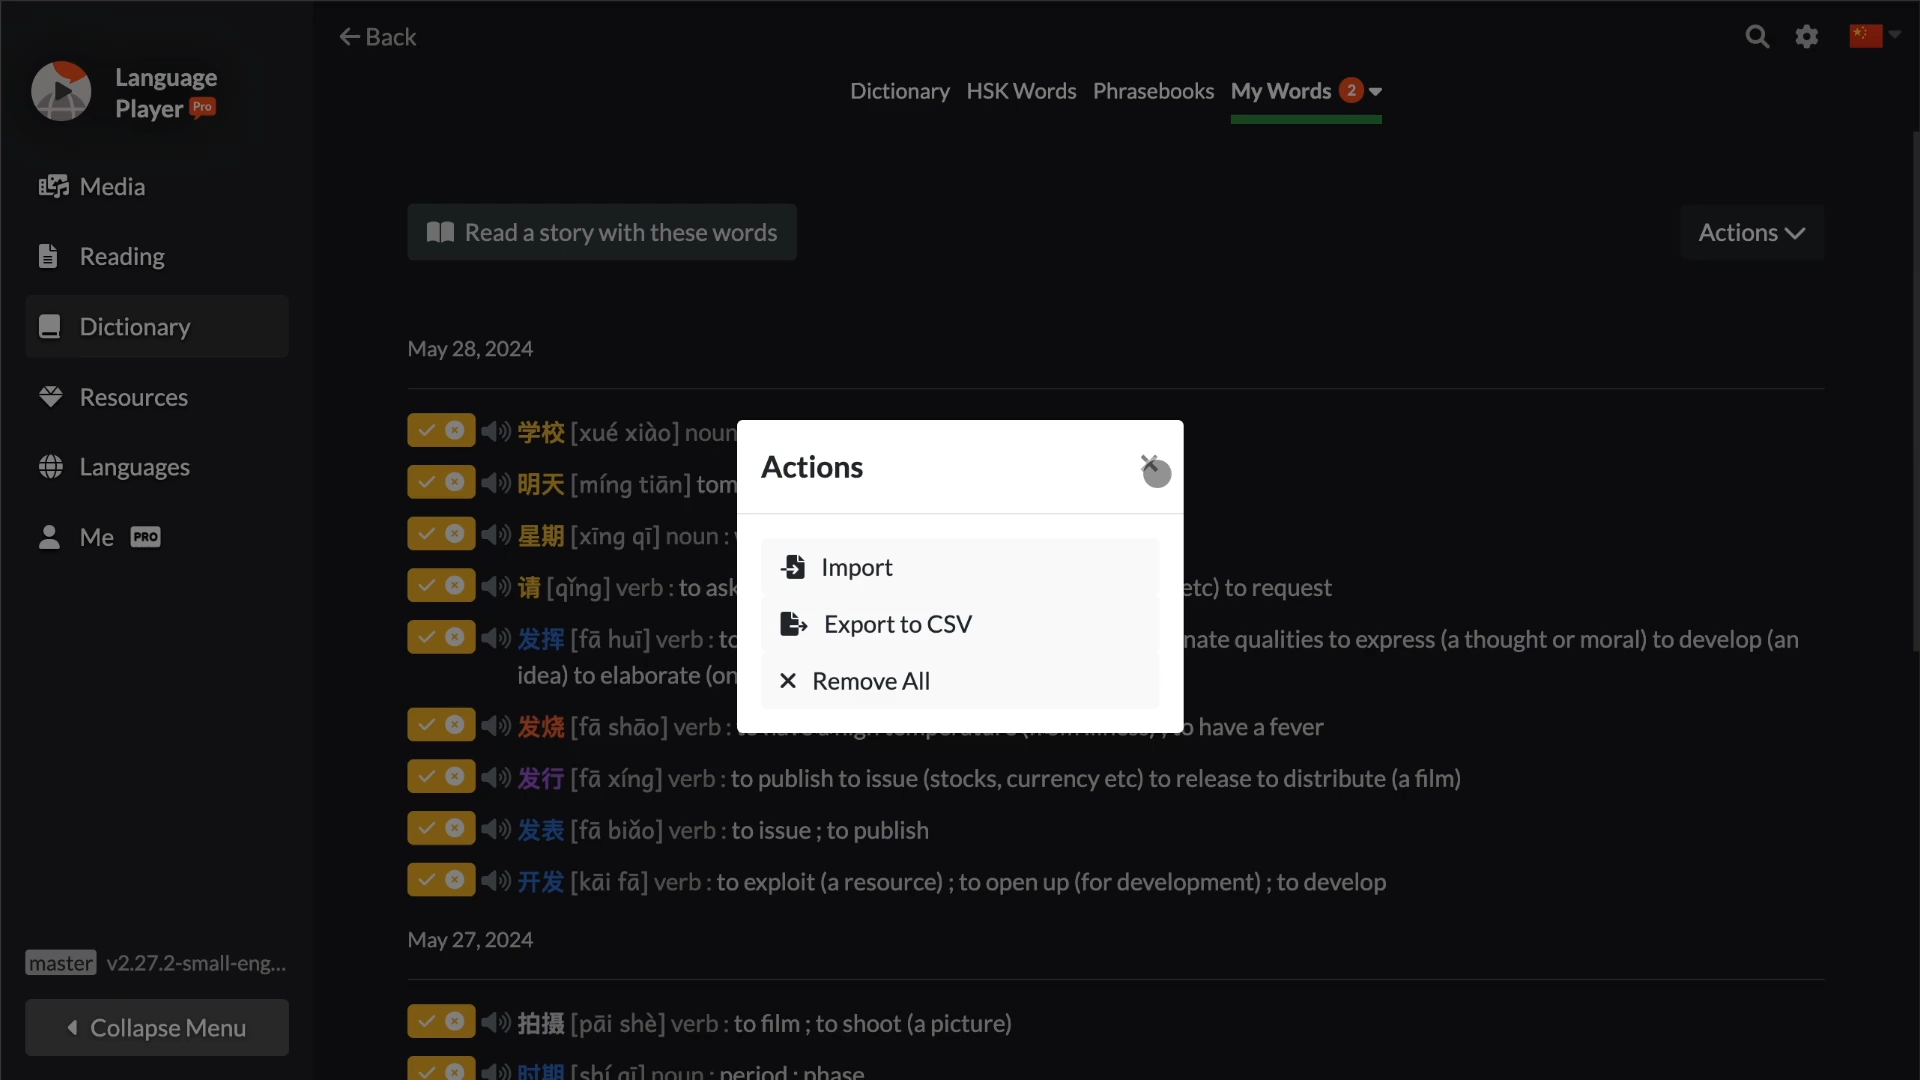 Back
Language
Player Pro
Dictionary HSK Words Phrasebooks My Words 2
Media
Reading
Dictionary
Resources
Languages
Me PRO
Read a story with these words
Actions
May 28, 2024
学校 [xué xiào] noun
明天 [míng tiān] tom
星期 [xīng qī] noun :
请 [qǐng] verb : to ask etc) to request
发挥 [fā huī] verb : to nate qualities to express (a thought or moral) to develop (an
idea) to elaborate (on
发烧 [fā shāo] verb : to have a fever
发行 [fā xíng] verb : to publish to issue (stocks, currency etc) to release to distribute (a film)
发表 [fā biǎo] verb : to issue ; to publish
开发 [kāi fā] verb : to exploit (a resource) ; to open up (for development) ; to develop
Actions
Import
Export to CSV
Remove All
May 27, 2024
拍摄 [pāi shè] verb : to film ; to shoot (a picture)
时期 [shí qī] noun : period ; phase
master v2.27.2-small-eng...
Collapse Menu